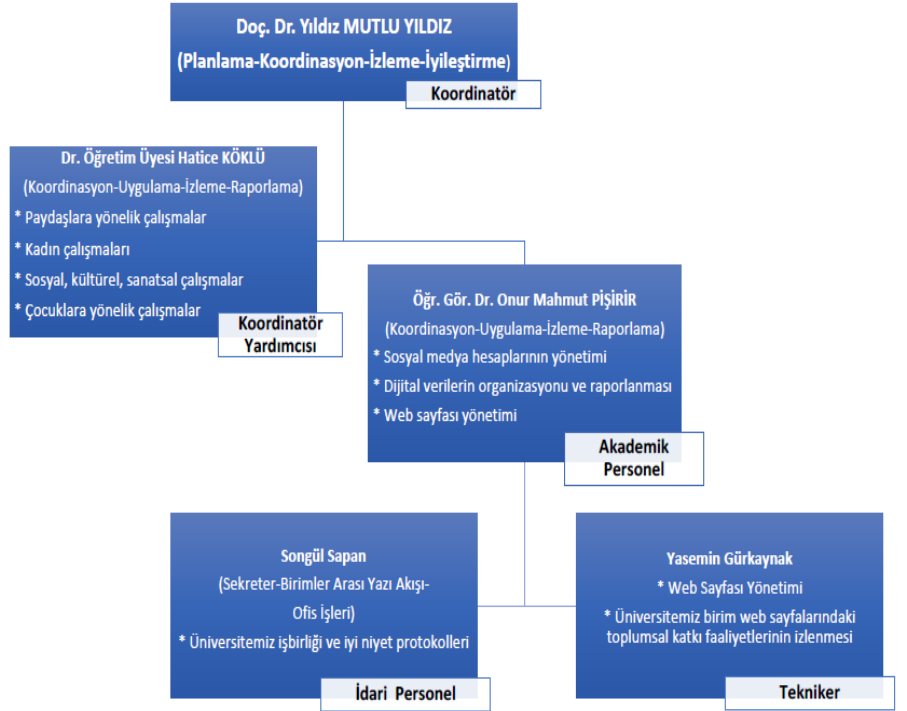 Doç. Dr. Yıldız MUTLU YILDIZ
(Planlama-Koordinasyon-İzleme-İyileştirme)
Koordinatör
Dr. Öğretim Üyesi Hatice KÖKLÜ
(Koordinasyon-Uygulama-İzleme-Raporlama)
* Paydaşlara yönelik çalışmalar
* Kadın çalışmaları
* Sosyal, kültürel, sanatsal çalışmalar
* Çocuklara yönelik çalışmalar
Koordinatör
Yardımcısı
Öğr. Gör. Dr. Onur Mahmut PİŞİRİR
(Koordinasyon-Uygulama-İzleme-Raporlama)
* Sosyal medya hesaplarının yönetimi
* Dijital verilerin organizasyonu ve raporlanması
* Web sayfası yönetimi
Akademik
Personel
Songül Sapan
(Sekreter-Birimler Arası Yazı Akışı-
Ofis İşleri)
* Üniversitemiz işbirliği ve iyi niyet protokolleri
İdari Personel
Yasemin Gürkaynak
* Web Sayfası Yönetimi
* Üniversitemiz birim web sayfalarındaki
toplumsal katkı faaliyetlerinin izlenmesi
Tekniker